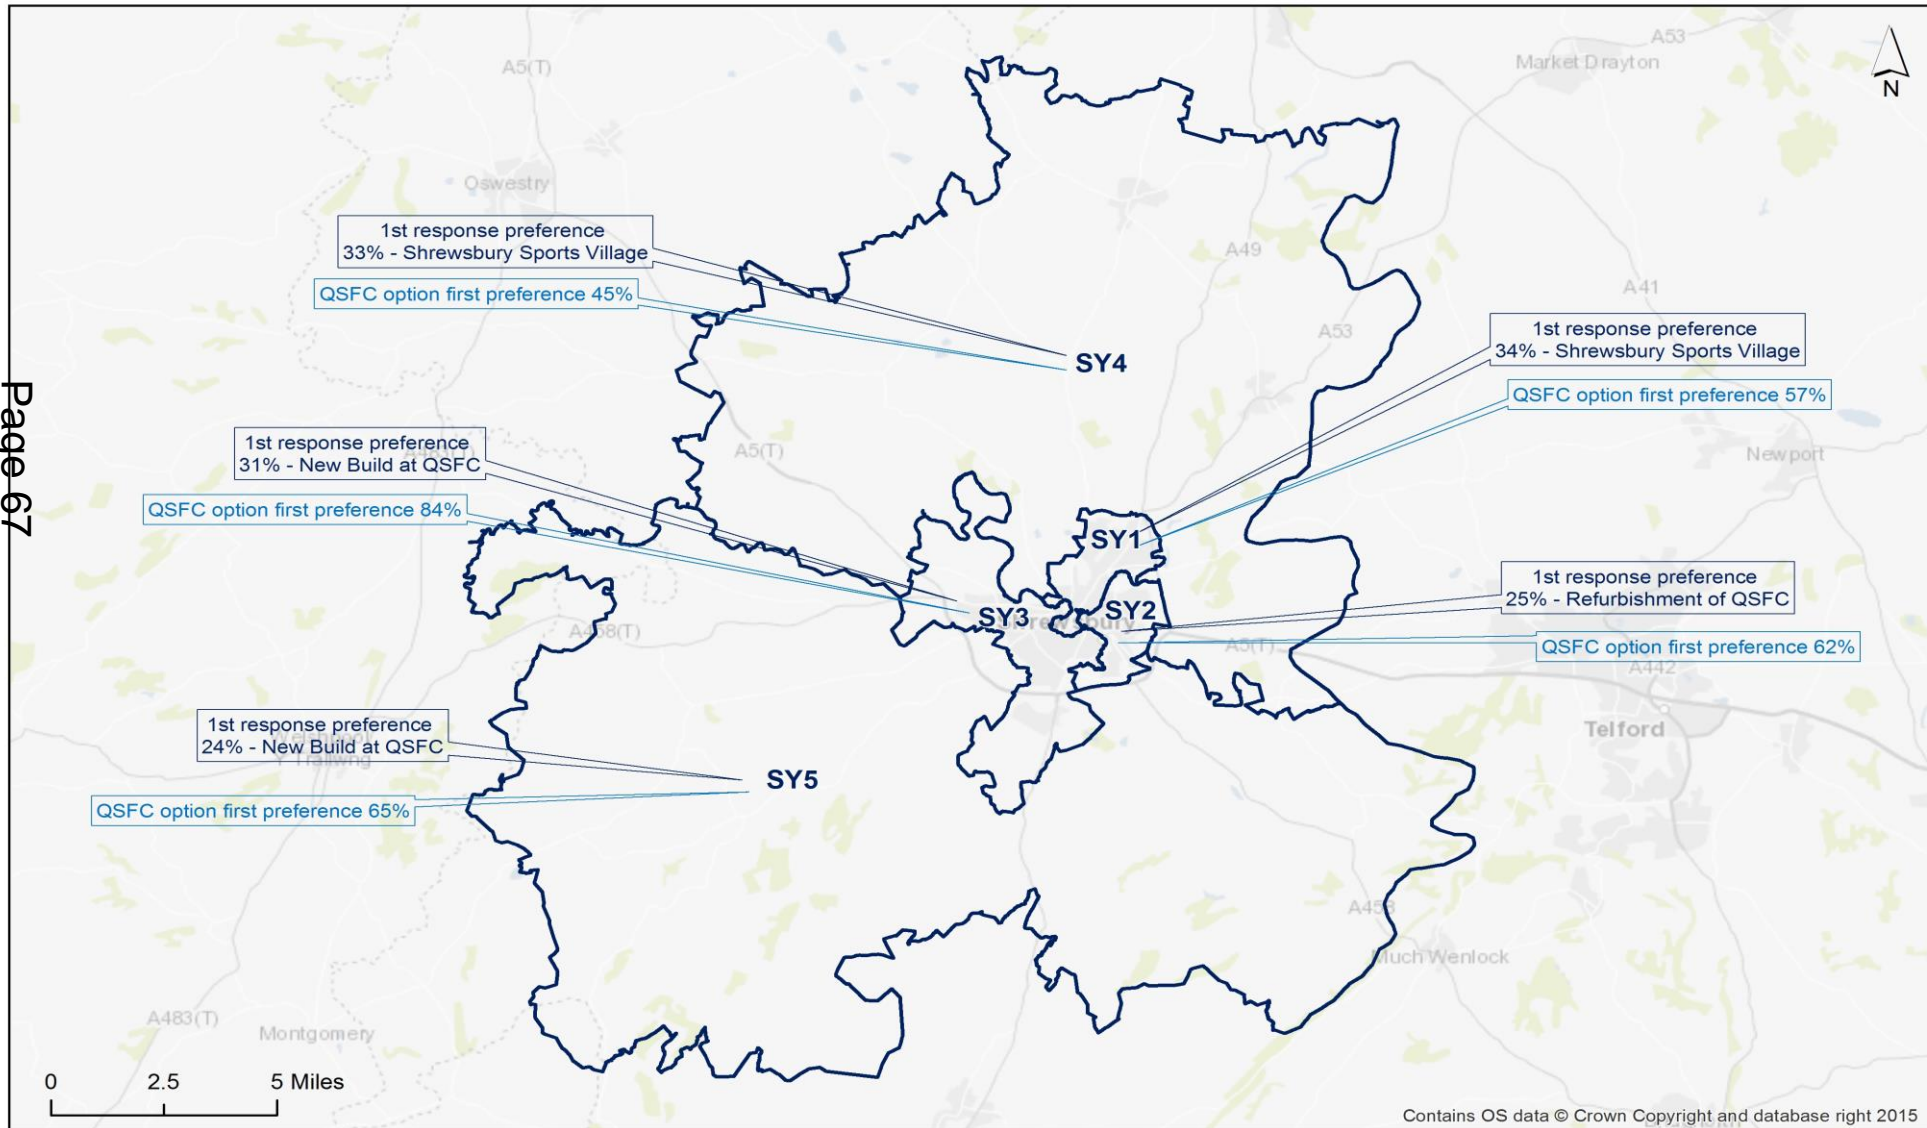 Page 67
A53
Market Drayton
N
A5(T)
Oswestry
1st response preference
33% - Shrewsbury Sports Village
QSFC option first preference 45%
A49
A41
A53
SY4
1st response preference
34% - Shrewsbury Sports Village
QSFC option first preference 57%
1st response preference
31% - New Build at QSFC
A483(T)
A5(T)
Newport
QSFC option first preference 84%
SY1
1st response preference
25% - Refurbishment of QSFC
SY2
SY3
Shrewsbury
A458(T)
A5(T)
QSFC option first preference 62%
A442
Telford
1st response preference
24% - New Build at QSFC
Welshpool
Y Trallwng
SY5
QSFC option first preference 65%
A458
Much Wenlock
A483(T)
Montgomery
0 2.5 5 Miles
Contains OS data © Crown Copyright and database right 2015